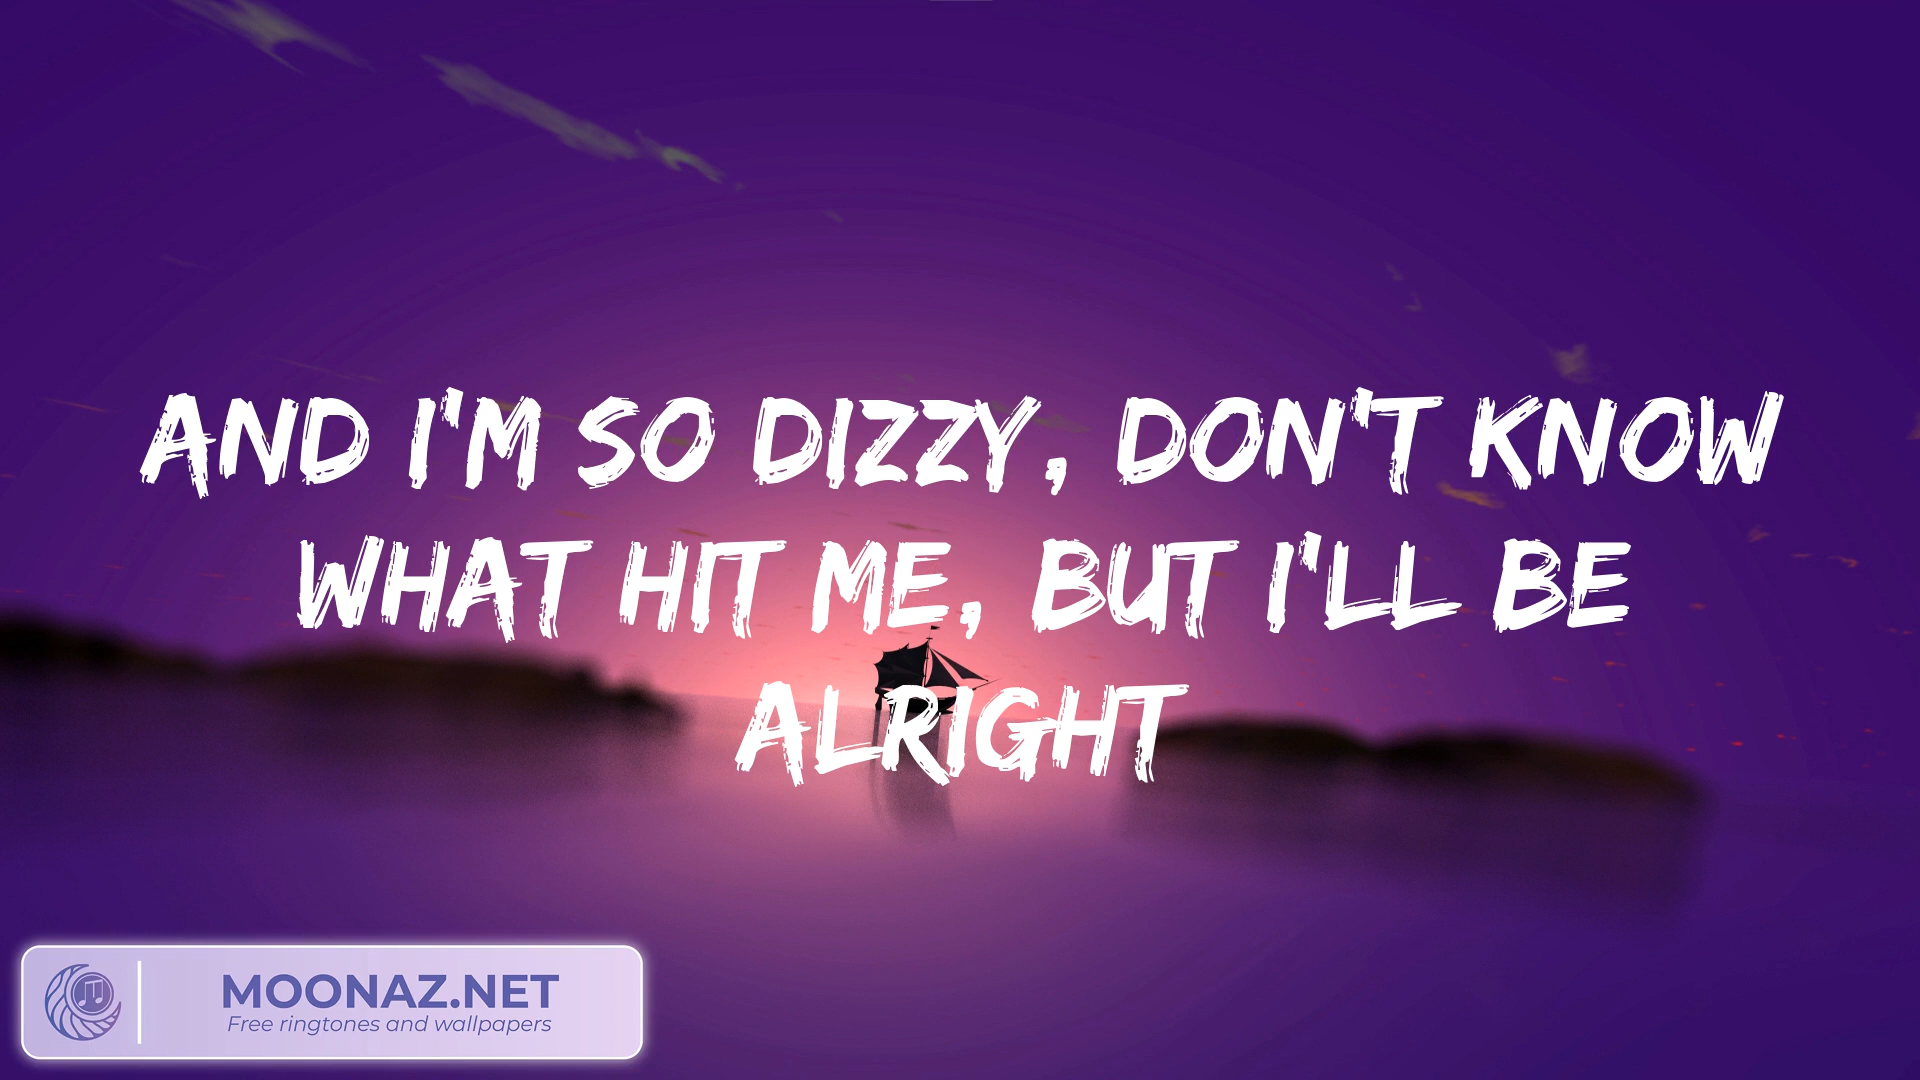 AND I'M SO DIZZY, DON'T KNOW
WHAT HIT ME, BUT I'LL BE
ALRIGHT
MOONAZ.NET
Free ringtones and wallpapers